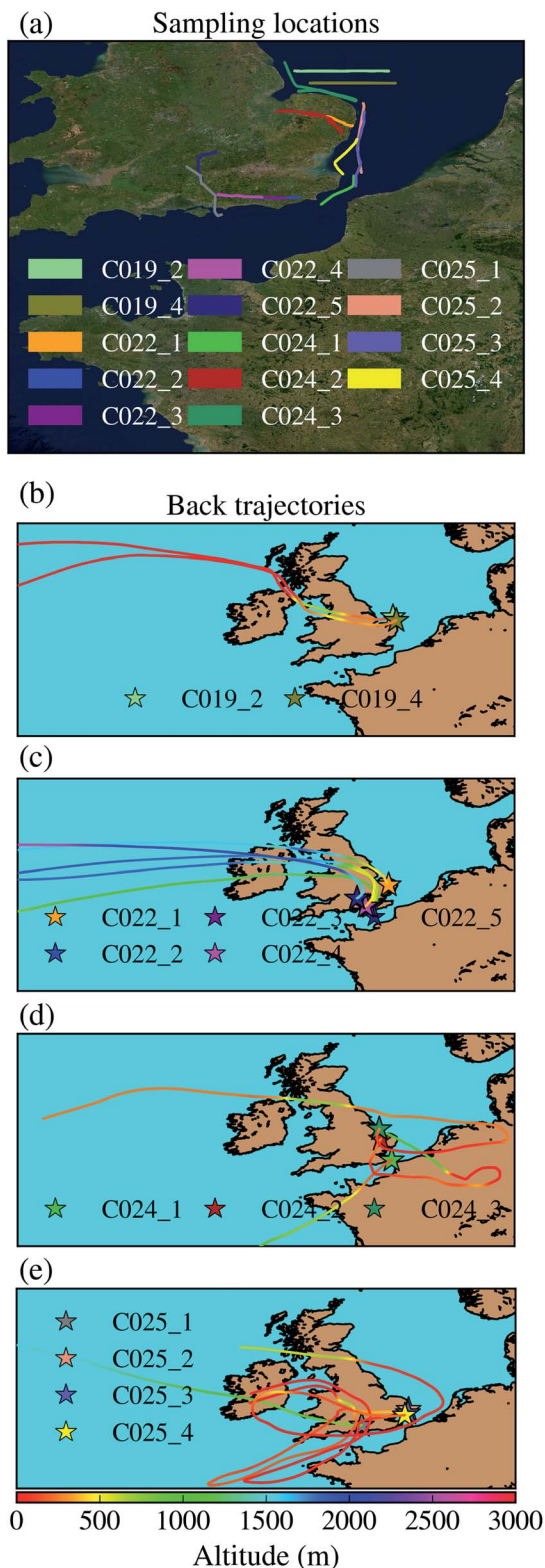 (a) Sampling locations
C019_2 C022_4 C025_1
C019_4 C022_5 C025_2
C022_1 C024_1 C025_3
C022_2 C024_2 C025_4
C022_3 C024_3
(b)
Back trajectories
C019_2 C019_4
(c)
C022_1 C022_3 C022_5
C022_2 C022_4
(d)
C024_1 C024_2 C024_3
(e)
C025_1
C025_2
C025_3
C025_4
0 500 1000 1500 2000 2500 3000
Altitude (m)